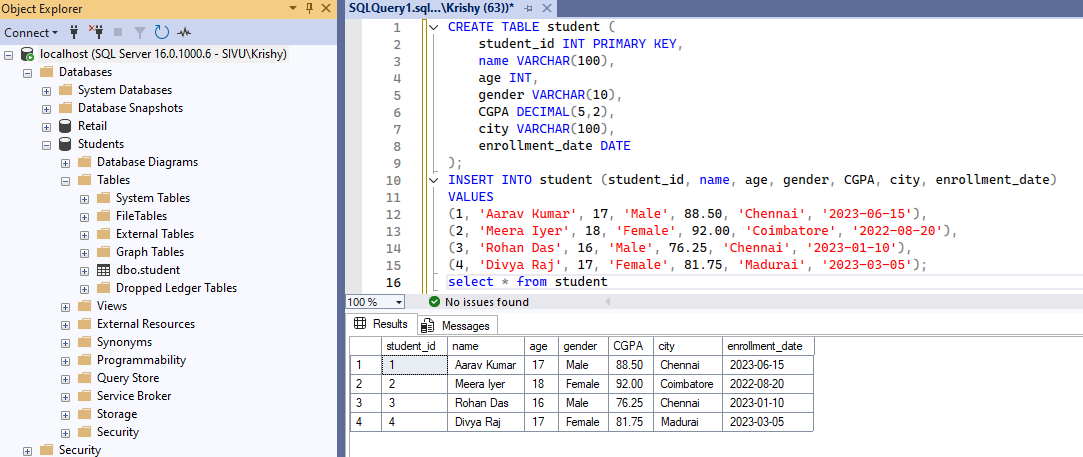 Object Explorer
Connect
localhost (SQL Server 16.0.1000.6 - SIVU\Krishy)
Databases
System Databases
Database Snapshots
Retail
Students
Database Diagrams
Tables
System Tables
FileTables
External Tables
Graph Tables
dbo.student
Dropped Ledger Tables
Views
External Resources
Synonyms
Programmability
Query Store
Service Broker
Storage
Security
Security
SQLQuery1.sql...\Krishy (63))*
1 CREATE TABLE student (
2 student_id INT PRIMARY KEY,
3 name VARCHAR(100),
4 age INT,
5 gender VARCHAR(10),
6 CGPA DECIMAL(5,2),
7 city VARCHAR(100),
8 enrollment_date DATE
9 );
10 INSERT INTO student (student_id, name, age, gender, CGPA, city, enrollment_date)
11 VALUES
12 (1, 'Aarav Kumar', 17, 'Male', 88.50, 'Chennai', '2023-06-15'),
13 (2, 'Meera Iyer', 18, 'Female', 92.00, 'Coimbatore', '2022-08-20'),
14 (3, 'Rohan Das', 16, 'Male', 76.25, 'Chennai', '2023-01-10'),
15 (4, 'Divya Raj', 17, 'Female', 81.75, 'Madurai', '2023-03-05');
16 select * from student
100 % No issues found
Results Messages
student_id name age gender CGPA city enrollment_date
1 1 Aarav Kumar 17 Male 88.50 Chennai 2023-06-15
2 2 Meera Iyer 18 Female 92.00 Coimbatore 2022-08-20
3 3 Rohan Das 16 Male 76.25 Chennai 2023-01-10
4 4 Divya Raj 17 Female 81.75 Madurai 2023-03-05